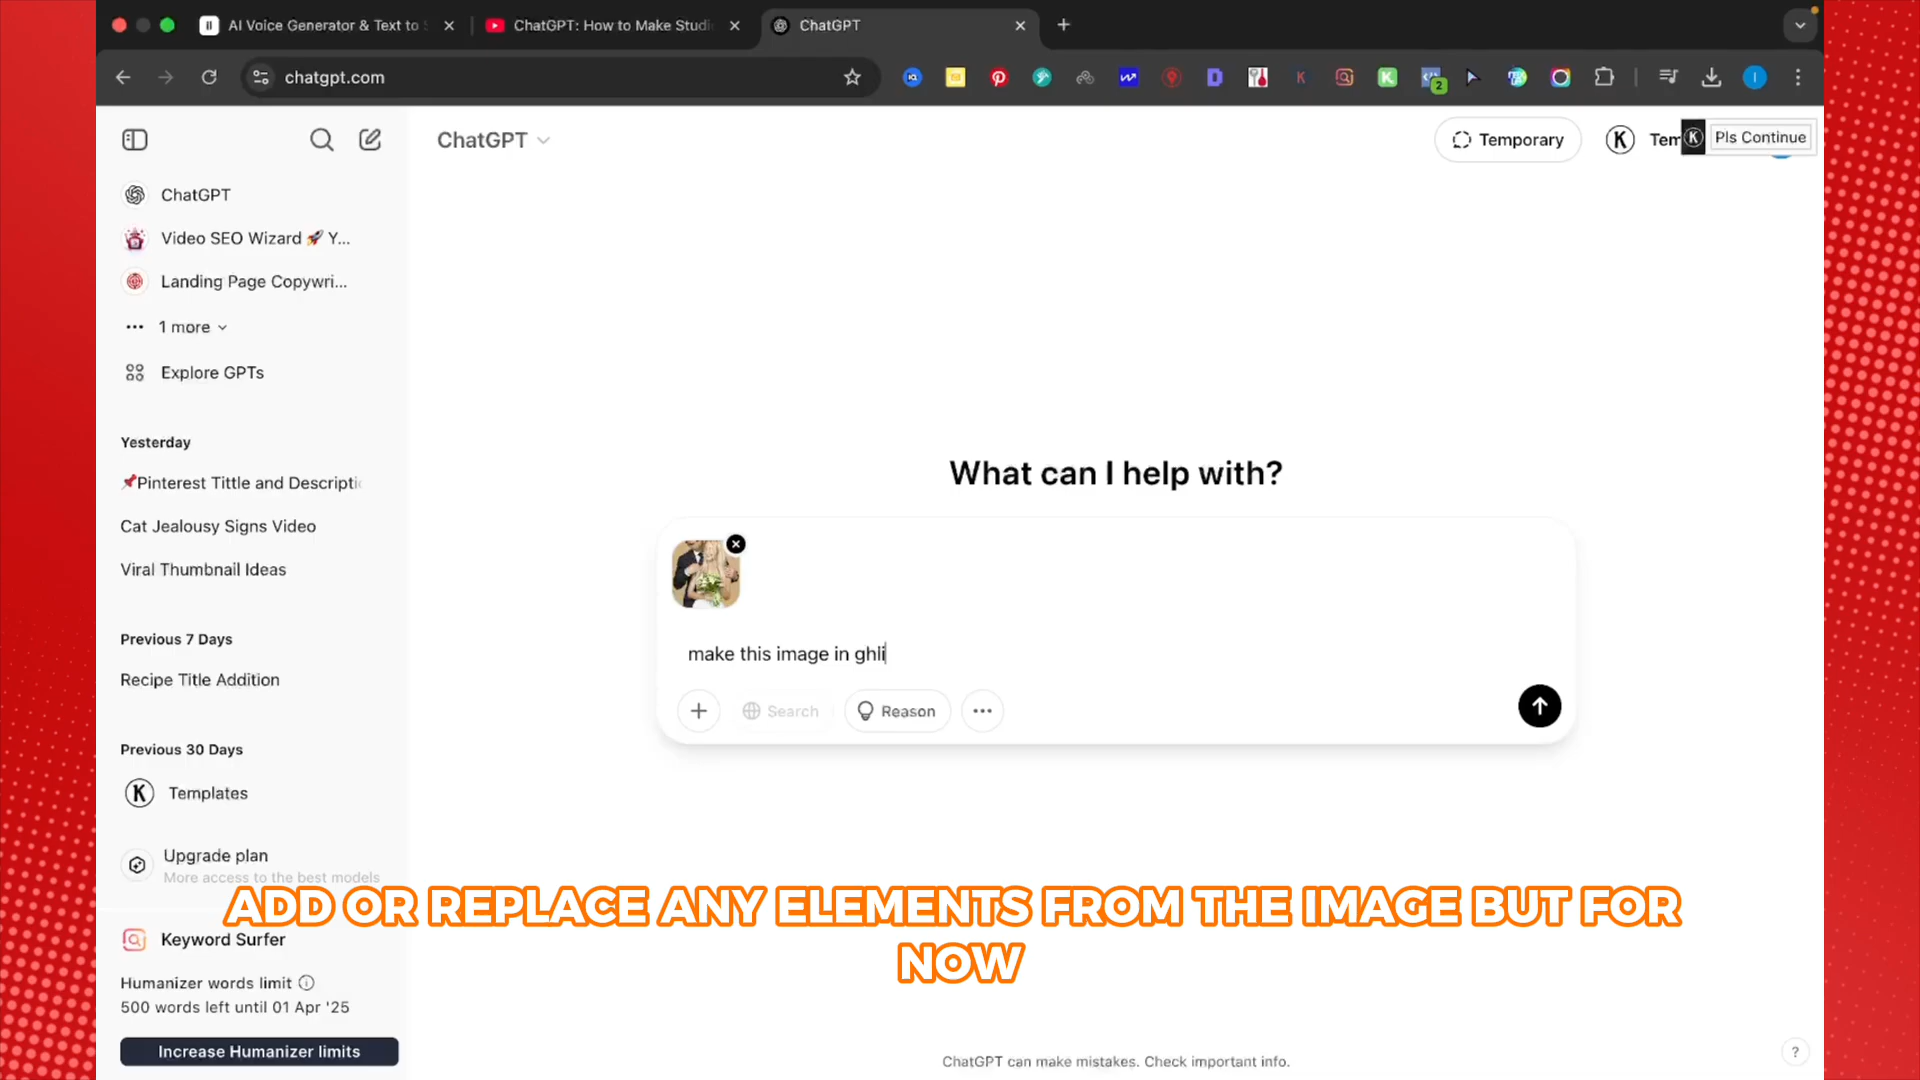 AI Voice Generator & Text to S
ChatGPT: How to Make Studi
ChatGPT
chatgpt.com
2
ChatGPT
Temporary
K
Tem
K
Pls Continue
ChatGPT
Video SEO Wizard 🚀 Y...
Landing Page Copywri...
1 more
Explore GPTs
Yesterday
📌Pinterest Tittle and Descriptio
Cat Jealousy Signs Video
Viral Thumbnail Ideas
Previous 7 Days
Recipe Title Addition
Previous 30 Days
K Templates
Upgrade plan
More access to the best models
Keyword Surfer
Humanizer words limit
500 words left until 01 Apr '25
Increase Humanizer limits
What can I help with?
make this image in ghli
Search
Reason
ADD OR REPLACE ANY ELEMENTS FROM THE IMAGE BUT FOR
NOW
ChatGPT can make mistakes. Check important info.
?